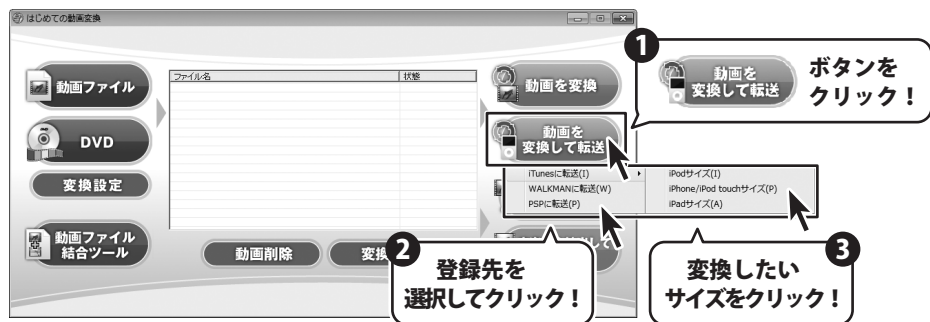 はじめての動画変換
動画ファイル
DVD
変換設定
動画ファイル
結合ツール
ファイル名
状態
動画削除
変換
動画を変換
動画を
変換して転送
iTunesに転送(I)
WALKMANに転送(W)
PSPに転送(P)
iPodサイズ(I)
iPhone/iPod touchサイズ(P)
iPadサイズ(A)
1
動画を
変換して転送
ボタンを
クリック！
2
登録先を
選択してクリック！
3
変換したい
サイズをクリック！